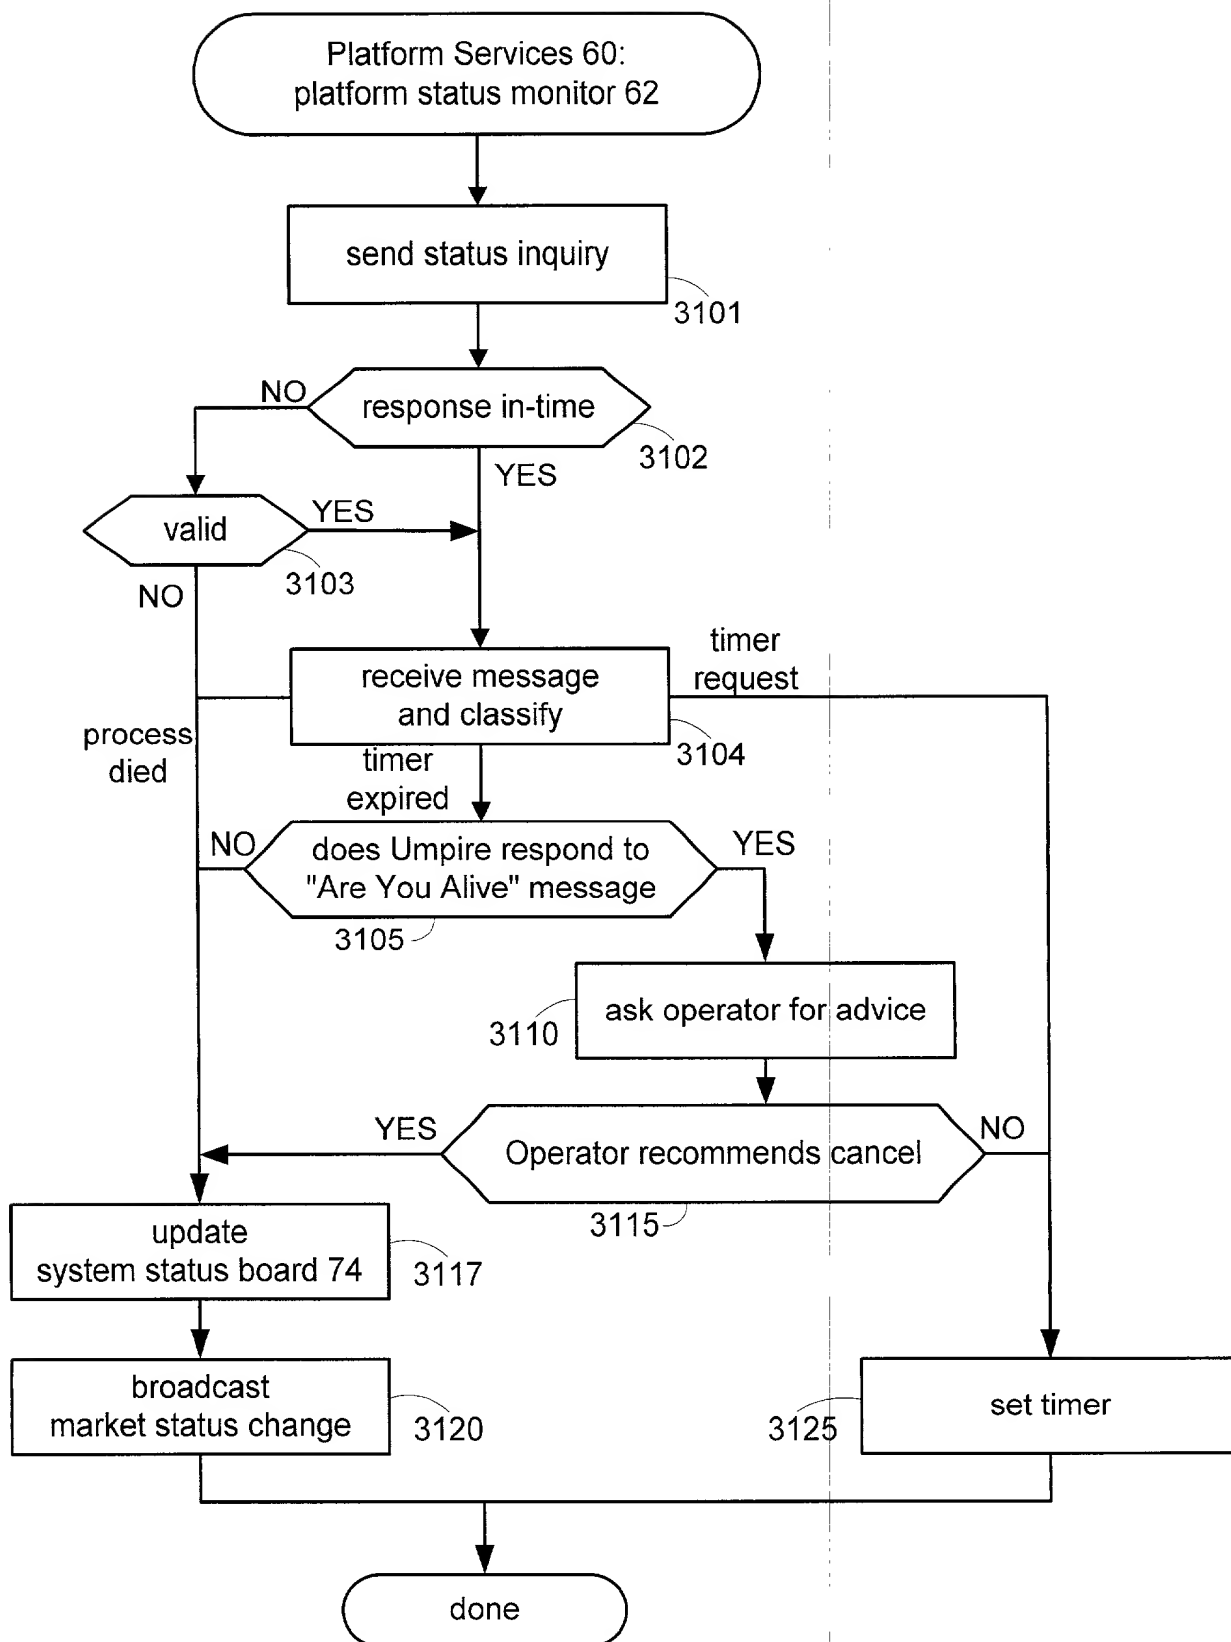 Platform Services 60:
platform status monitor 62
send status inquiry
3101
NO
response in-time
3102
YES
valid
YES
3103
NO
timer
request
receive message
and classify
3104
process
died
timer
expired
NO
does Umpire respond to
"Are You Alive" message
YES
3105
ask operator for advice
3110
YES
Operator recommends cancel
NO
3115
update
system status board 74
3117
broadcast
market status change
3120
set timer
3125
done